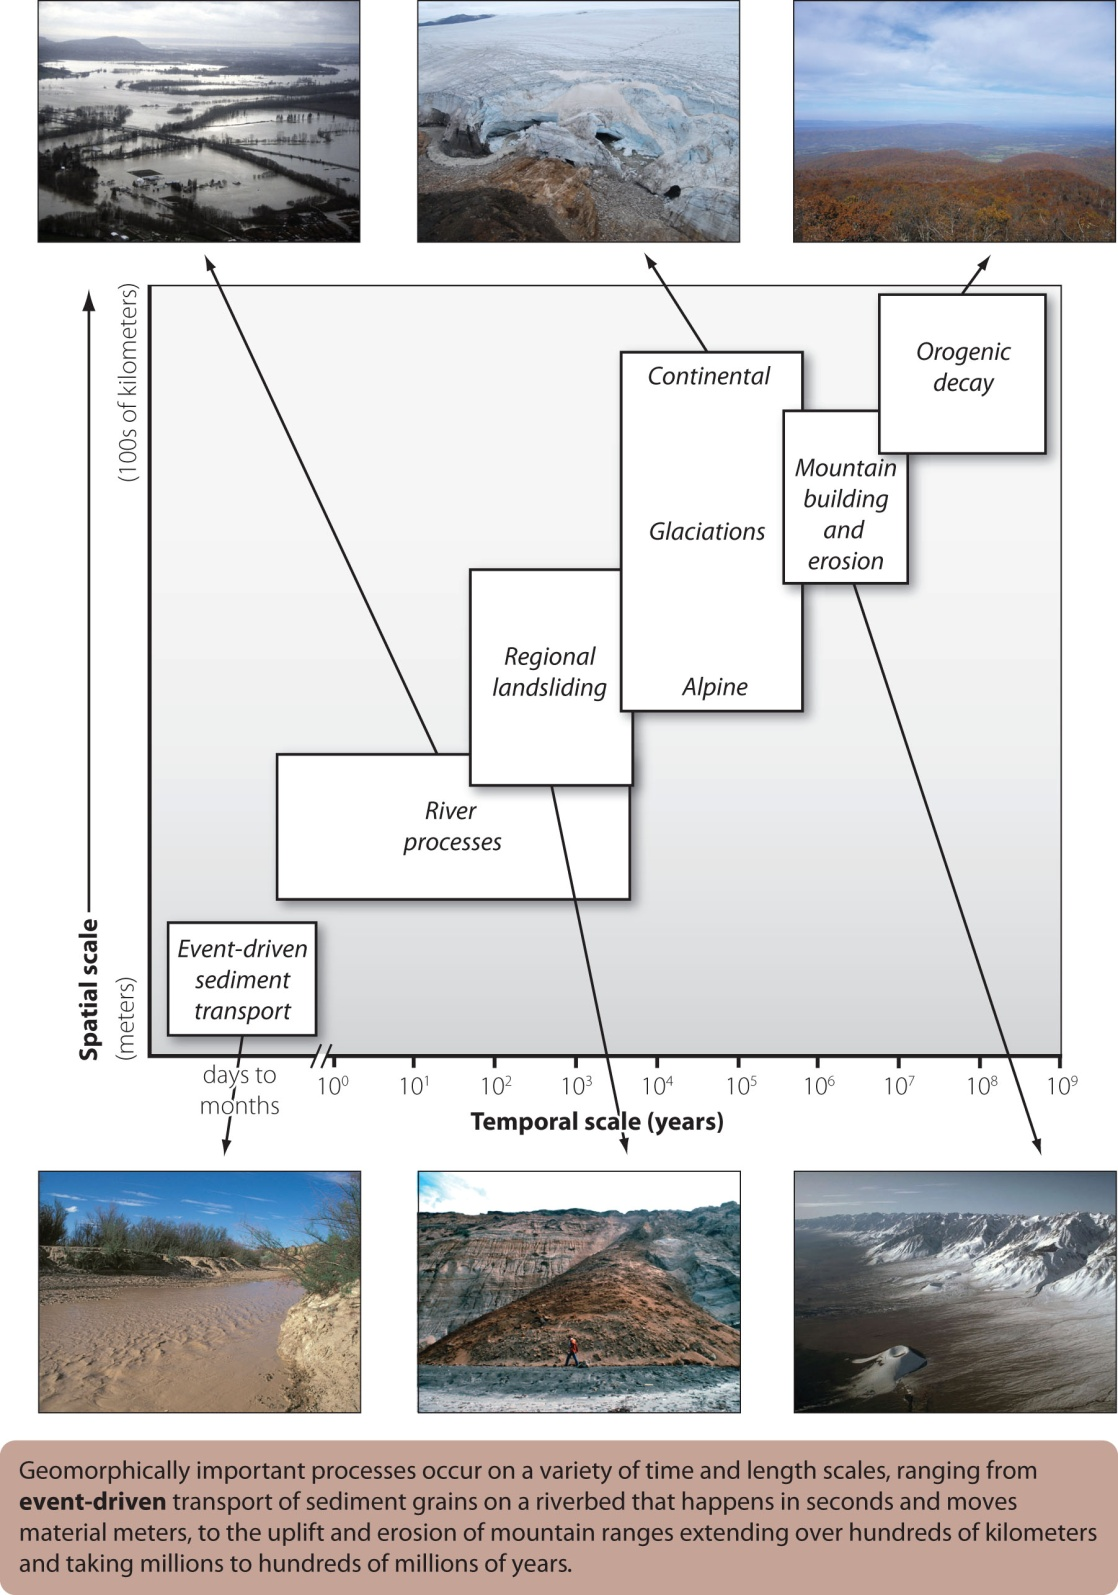 (100s of kilometers)
Spatial scale
(meters)
Continental
Glaciations
Alpine
Orogenic
decay
Mountain
building
and
erosion
Regional
landsliding
River
processes
Event-driven
sediment
transport
days to
months
10⁰ 10¹ 10² 10³ 10⁴ 10⁵ 10⁶ 10⁷ 10⁸ 10⁹
Temporal scale (years)
Geomorphically important processes occur on a variety of time and length scales, ranging from
event-driven transport of sediment grains on a riverbed that happens in seconds and moves
material meters, to the uplift and erosion of mountain ranges extending over hundreds of kilometers
and taking millions to hundreds of millions of years.